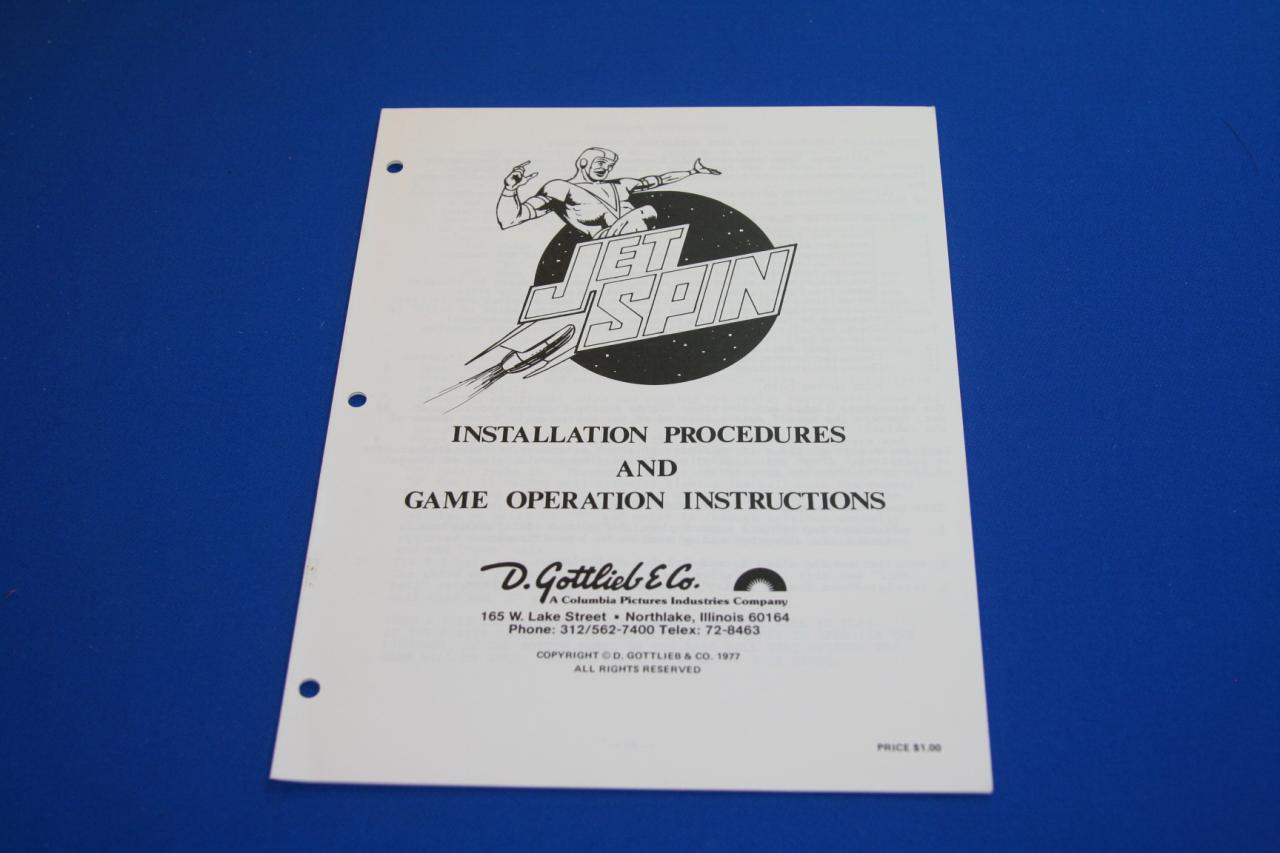 JET
SPIN
INSTALLATION PROCEDURES
AND
GAME OPERATION INSTRUCTIONS
D. Gottlieb & Co.
A Columbia Pictures Industries Company
165 W. Lake Street • Northlake, Illinois 60164
Phone: 312/562-7400 Telex: 72-8463
COPYRIGHT © D. GOTTLIEB & CO. 1977
ALL RIGHTS RESERVED
PRICE $1.00